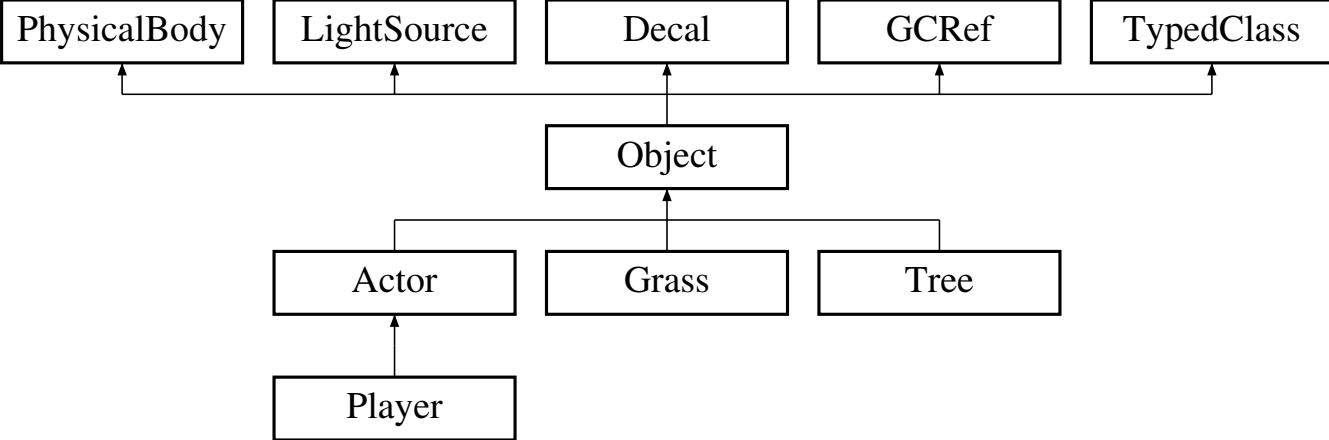 PhysicalBody
LightSource
Decal
GCRef
TypedClass
Object
Actor
Grass
Tree
Player